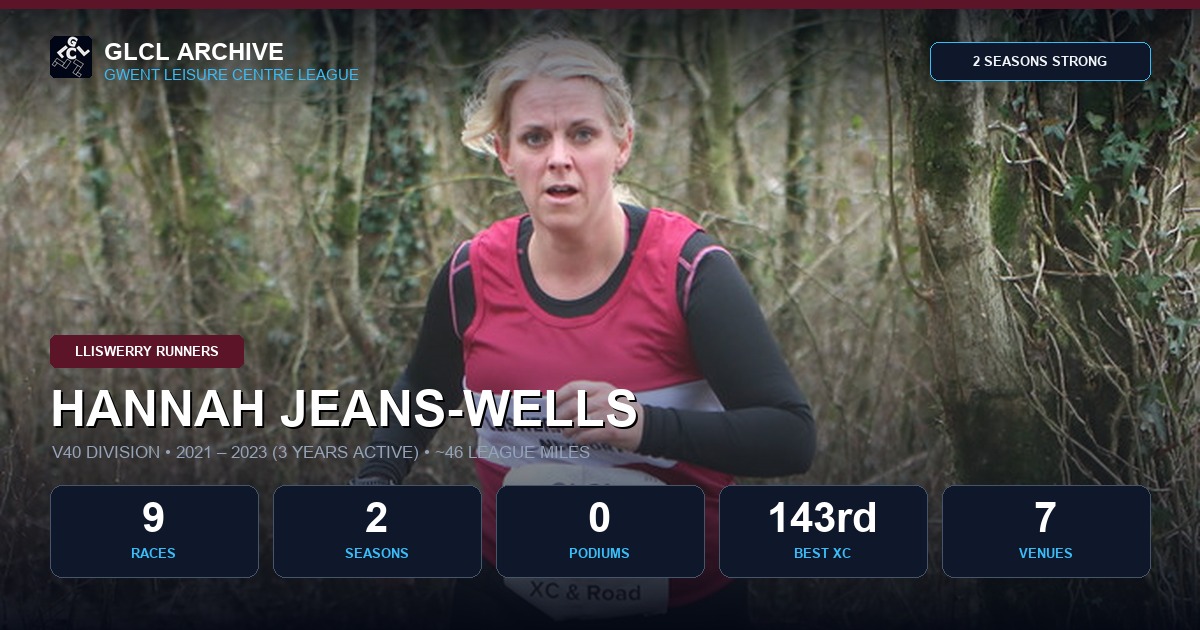 GLCL ARCHIVE
GWENT LEISURE CENTRE LEAGUE
2 SEASONS STRONG
LLISWERRY RUNNERS
HANNAH JEANS-WELLS
V40 DIVISION • 2021 – 2023 (3 YEARS ACTIVE) • ~46 LEAGUE MILES
9
RACES
2
SEASONS
0
PODIUMS
143rd
BEST XC
7
VENUES
XC & Road